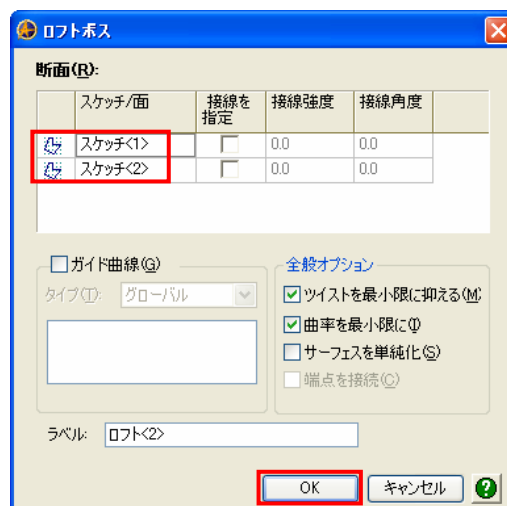 ロフトボス
断面(R):
スケッチ/面 接線を指定 接線強度 接線角度
スケッチ<1> 0.0 0.0
スケッチ<2> 0.0 0.0
ガイド曲線(G)
タイプ(T): グローバル
全般オプション
ツイストを最小限に抑える(M
曲率を最小限に(I)
サーフェスを単純化(S)
端点を接続(C)
ラベル: ロフト<2>
OK キャンセル ?